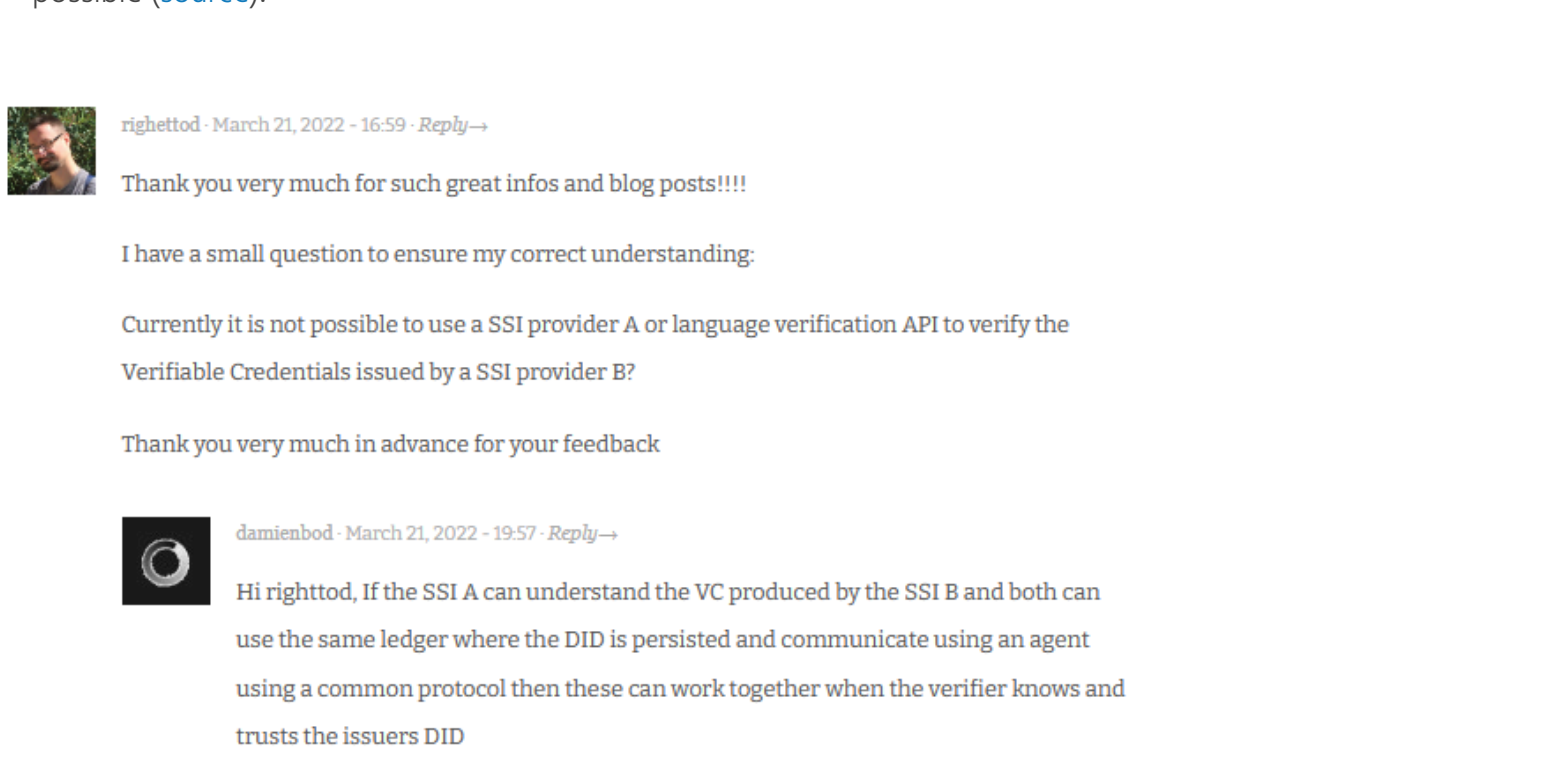 possible (source).
righettod · March 21, 2022 - 16:59 · Reply→
Thank you very much for such great infos and blog posts!!!!
I have a small question to ensure my correct understanding:
Currently it is not possible to use a SSI provider A or language verification API to verify the
Verifiable Credentials issued by a SSI provider B?
Thank you very much in advance for your feedback
damienbod · March 21, 2022 - 19:57 · Reply→
Hi righttod, If the SSI A can understand the VC produced by the SSI B and both can
use the same ledger where the DID is persisted and communicate using an agent
using a common protocol then these can work together when the verifier knows and
trusts the issuers DID